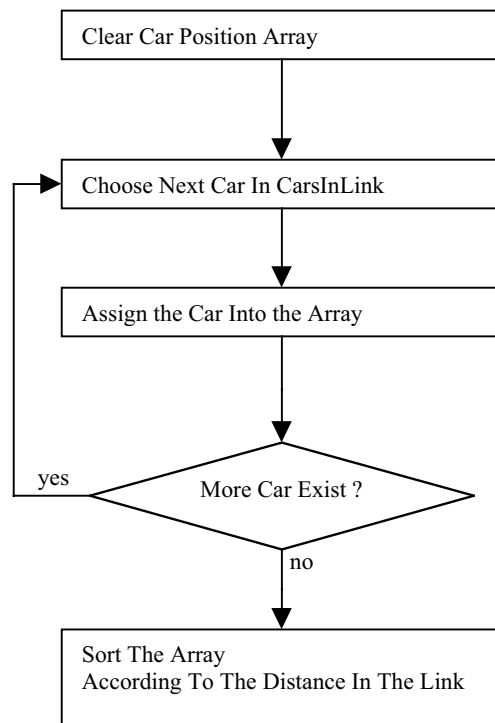 Clear Car Position Array
Choose Next Car In CarsInLink
Assign the Car Into the Array
More Car Exist ?
yes
no
Sort The Array
According To The Distance In The Link